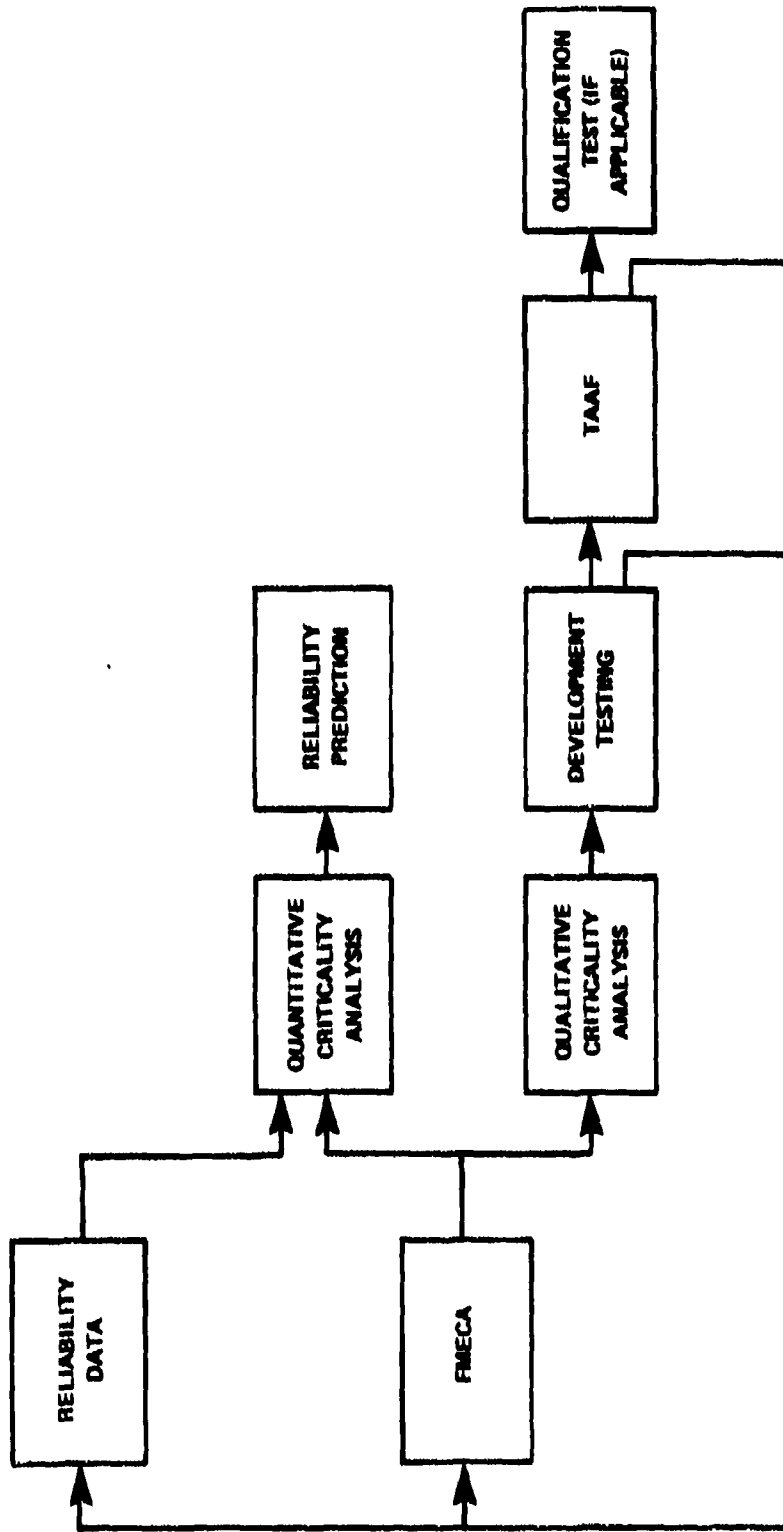 RELIABILITY
DATA
FMECA
QUANTITATIVE
CRITICALITY
ANALYSIS
RELIABILITY
PREDICTION
QUALITATIVE
CRITICALITY
ANALYSIS
DEVELOPMENT
TESTING
TAAF
QUALIFICATION
TEST (IF
APPLICABLE)